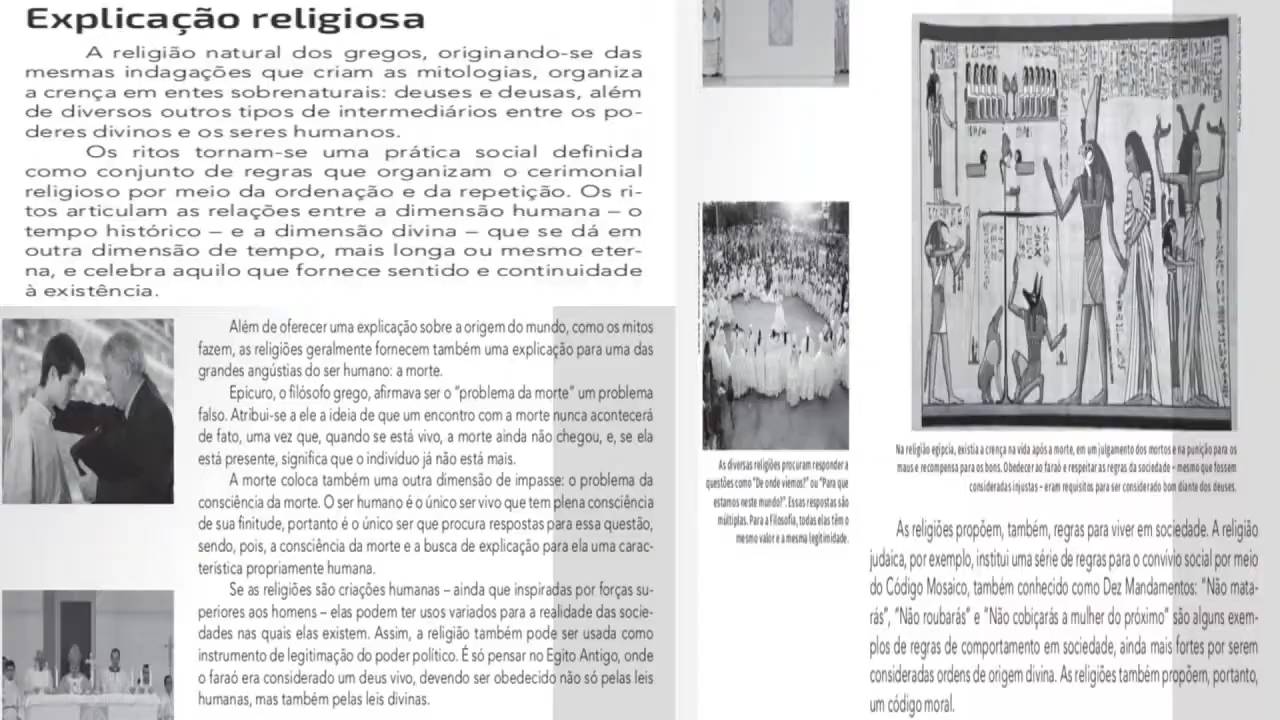 Explicação religiosa
A religião natural dos gregos, originando-se das
mesmas indagações que criam as mitologias, organiza
a crença em entes sobrenaturais: deuses e deusas, além
de diversos outros tipos de intermediários entre os po-
deres divinos e os seres humanos.
Os ritos tornam-se uma prática social definida
como conjunto de regras que organizam o cerimonial
religioso por meio da ordenação e da repetição. Os ri-
tos articulam as relações entre a dimensão humana – o
tempo histórico – e a dimensão divina – que se dá em
outra dimensão de tempo, mais longa ou mesmo eter-
na, e celebra aquilo que fornece sentido e continuidade
à existência.
Além de oferecer uma explicação sobre a origem do mundo, como os mitos
fazem, as religiões geralmente fornecem também uma explicação para uma das
grandes angústias do ser humano: a morte.
Epicuro, o filósofo grego, afirmava ser o “problema da morte” um problema
falso. Atribui-se a ele a ideia de que um encontro com a morte nunca acontecerá
de fato, uma vez que, quando se está vivo, a morte ainda não chegou, e, se ela
está presente, significa que o indivíduo já não está mais.
A morte coloca também uma outra dimensão de impasse: o problema da
consciência da morte. O ser humano é o único ser vivo que tem plena consciência
de sua finitude, portanto é o único ser que procura respostas para essa questão,
sendo, pois, a consciência da morte e a busca de explicação para ela uma carac-
terística propriamente humana.
Se as religiões são criações humanas – ainda que inspiradas por forças su-
periores aos homens – elas podem ter usos variados para a realidade das socie-
dades nas quais elas existem. Assim, a religião também pode ser usada como
instrumento de legitimação do poder político. É só pensar no Egito Antigo, onde
o faraó era considerado um deus vivo, devendo ser obedecido não só pelas leis
humanas, mas também pelas leis divinas.
As diversas religiões procuram responder a
questões como “De onde viemos?” ou “Para que
estamos neste mundo?”. Essas respostas são
múltiplas. Para a Filosofia, todas elas têm o
mesmo valor e a mesma legitimidade.
Na religião egípcia, existia a crença na vida após a morte, em um julgamento dos mortos e na punição para os
maus e recompensa para os bons. Obedecer ao faraó e respeitar as regras da sociedade – mesmo que fossem
consideradas injustas – eram requisitos para ser considerado bom diante dos deuses.
As religiões propõem, também, regras para viver em sociedade. A religião
judaica, por exemplo, institui uma série de regras para o convívio social por meio
do Código Mosaico, também conhecido como Dez Mandamentos: “Não mata-
rás”, “Não roubarás” e “Não cobiçarás a mulher do próximo” são alguns exem-
plos de regras de comportamento em sociedade, ainda mais fortes por serem
consideradas ordens de origem divina. As religiões também propõem, portanto,
um código moral.